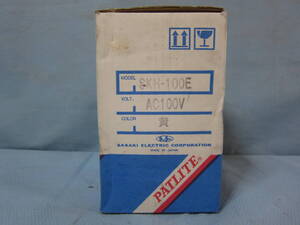 MODEL SKH-100E
VOLT. AC100V
COLOR 黄
SASAKI ELECTRIC CORPORATION
MADE IN JAPAN
PATLITE®